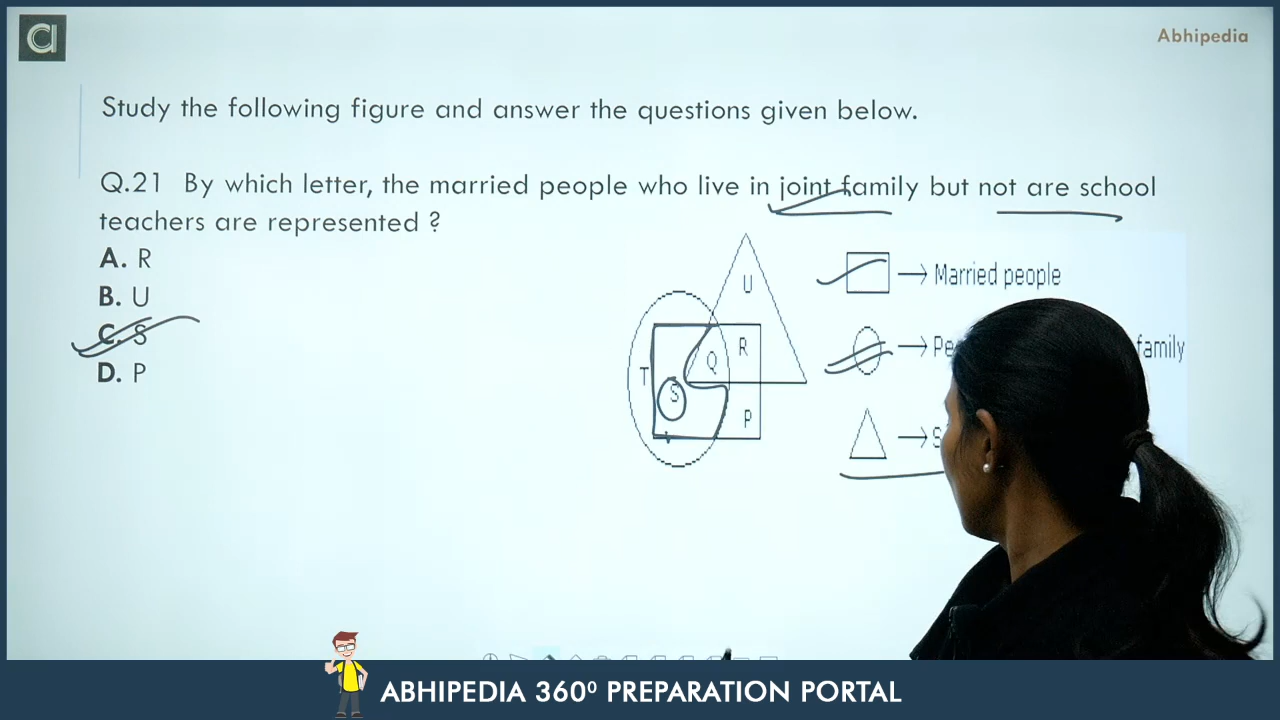 Abhipedia
Study the following figure and answer the questions given below.
Q.21 By which letter, the married people who live in joint family but not are school
teachers are represented ?
A. R
B. U
C. S
D. P
U
R
Q
T
S
P
Married people
family
ABHIPEDIA 360⁰ PREPARATION PORTAL